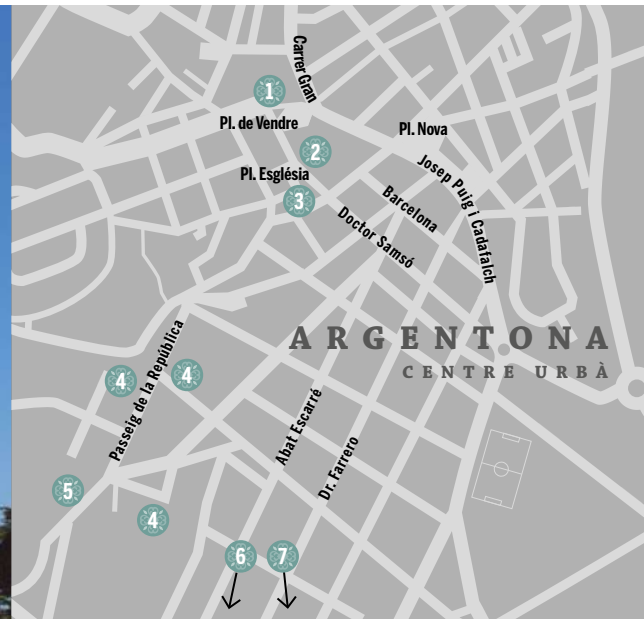 Carrer Gran
1
Pl. de Vendre
Pl. Nova
2
Pl. Església
Josep Puig i Cadafalch
3
Barcelona
Doctor Samsó
ARGENTONA
CENTRE URBÀ
Passeig de la República
4
4
Abat Escarré
Dr. Farrero
5
4
6
7